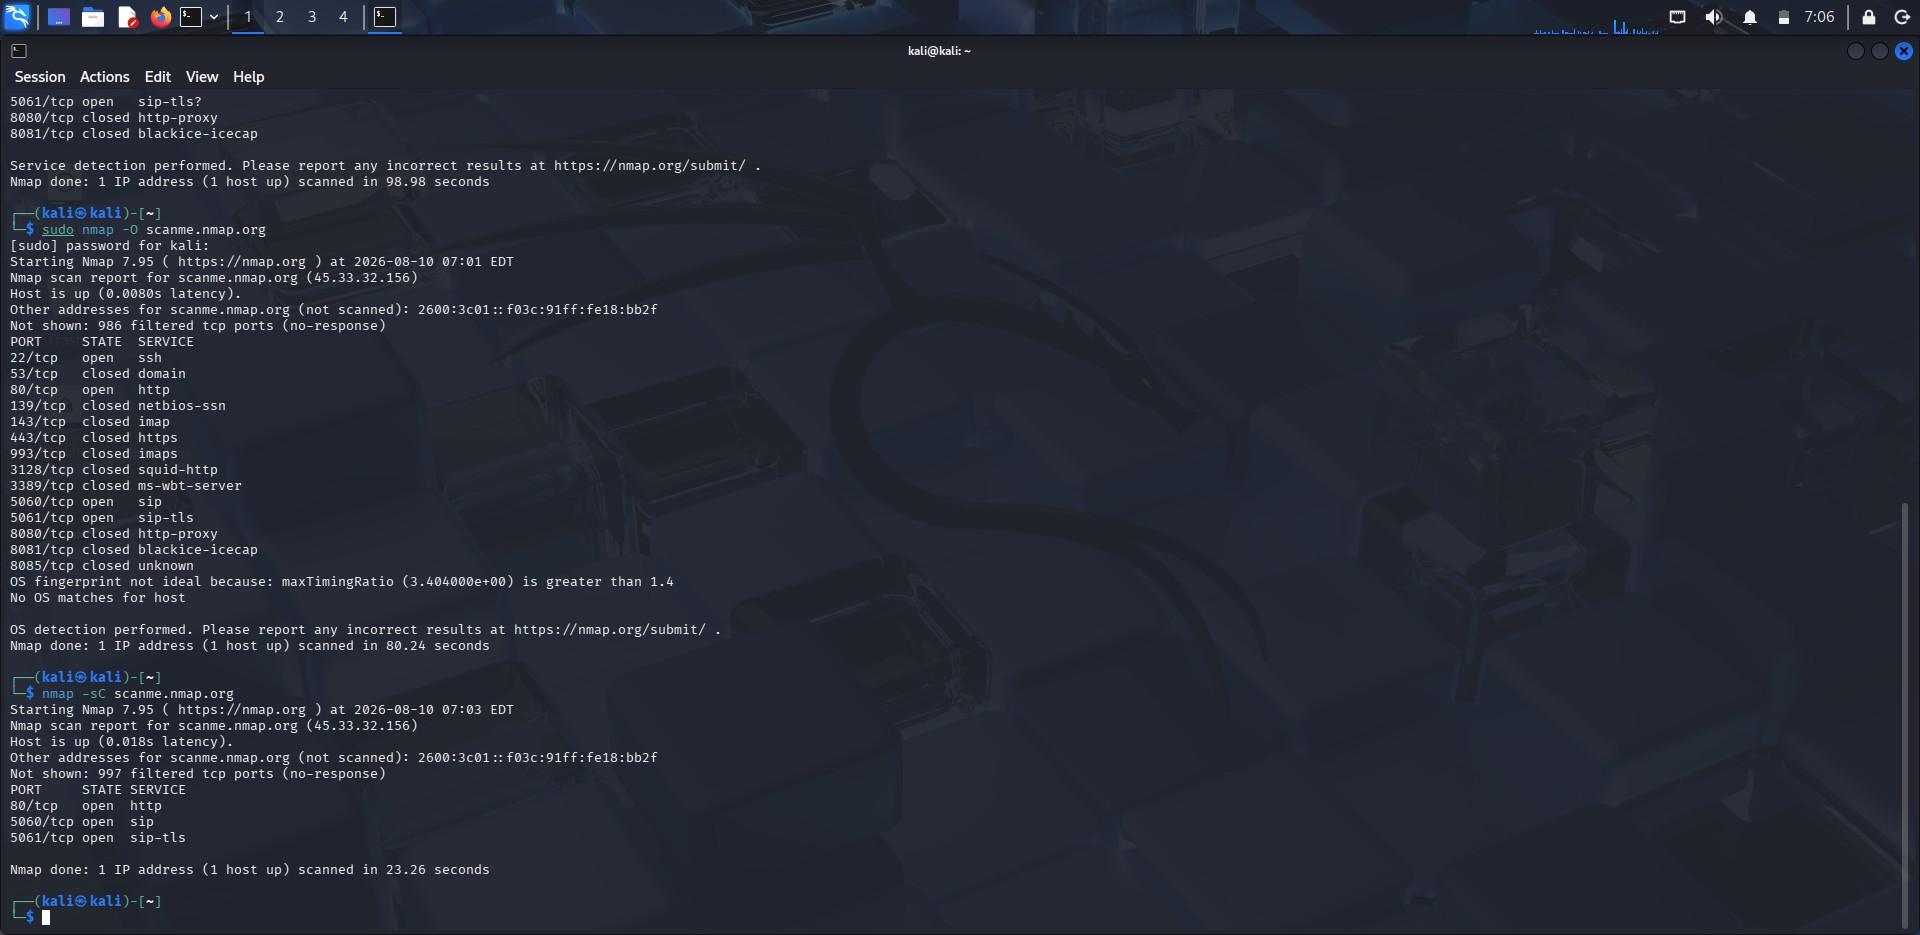 1 2 3 4 7:06
kali@kali: ~
Session Actions Edit View Help
5061/tcp open   sip-tls?
8080/tcp closed http-proxy
8081/tcp closed blackice-icecap
Service detection performed. Please report any incorrect results at https://nmap.org/submit/ .
Nmap done: 1 IP address (1 host up) scanned in 98.98 seconds
┌──(kali㉿kali)-[~]
└─$ sudo nmap -O scanme.nmap.org
[sudo] password for kali:
Starting Nmap 7.95 ( https://nmap.org ) at 2026-08-10 07:01 EDT
Nmap scan report for scanme.nmap.org (45.33.32.156)
Host is up (0.0080s latency).
Other addresses for scanme.nmap.org (not scanned): 2600:3c01::f03c:91ff:fe18:bb2f
Not shown: 986 filtered tcp ports (no-response)
PORT     STATE  SERVICE
22/tcp   open   ssh
53/tcp   closed domain
80/tcp   open   http
139/tcp  closed netbios-ssn
143/tcp  closed imap
443/tcp  closed https
993/tcp  closed imaps
3128/tcp closed squid-http
3389/tcp closed ms-wbt-server
5060/tcp open   sip
5061/tcp open   sip-tls
8080/tcp closed http-proxy
8081/tcp closed blackice-icecap
8085/tcp closed unknown
OS fingerprint not ideal because: maxTimingRatio (3.404000e+00) is greater than 1.4
No OS matches for host
OS detection performed. Please report any incorrect results at https://nmap.org/submit/ .
Nmap done: 1 IP address (1 host up) scanned in 80.24 seconds
┌──(kali㉿kali)-[~]
└─$ nmap -sC scanme.nmap.org
Starting Nmap 7.95 ( https://nmap.org ) at 2026-08-10 07:03 EDT
Nmap scan report for scanme.nmap.org (45.33.32.156)
Host is up (0.018s latency).
Other addresses for scanme.nmap.org (not scanned): 2600:3c01::f03c:91ff:fe18:bb2f
Not shown: 997 filtered tcp ports (no-response)
PORT     STATE SERVICE
80/tcp   open  http
5060/tcp open  sip
5061/tcp open  sip-tls
Nmap done: 1 IP address (1 host up) scanned in 23.26 seconds
┌──(kali㉿kali)-[~]
└─$